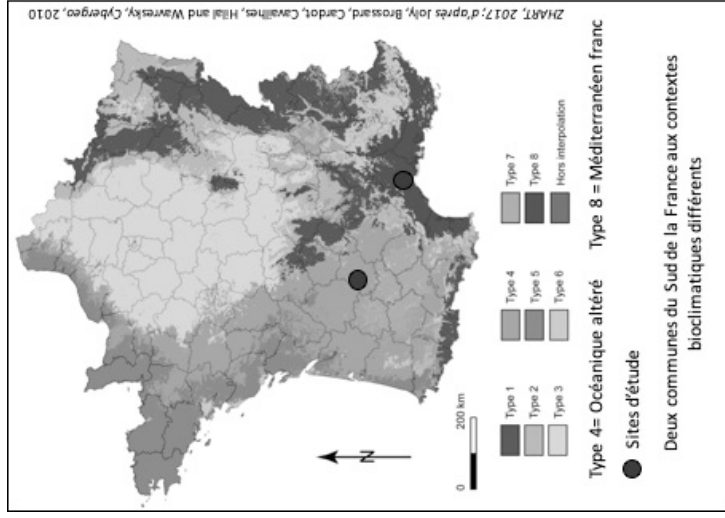 ZHART, 2017; d'après Joly, Brossard, Cardot, Cavailhes, Hilal and Wavresky, Cybergeo, 2010
N
0 200 km
Type 1
Type 2
Type 3
Type 4
Type 5
Type 6
Type 7
Type 8
Hors interpolation
Type 4= Océanique altéré Type 8 = Méditerranéen franc
Sites d'étude
Deux communes du Sud de la France aux contextes
bioclimatiques différents